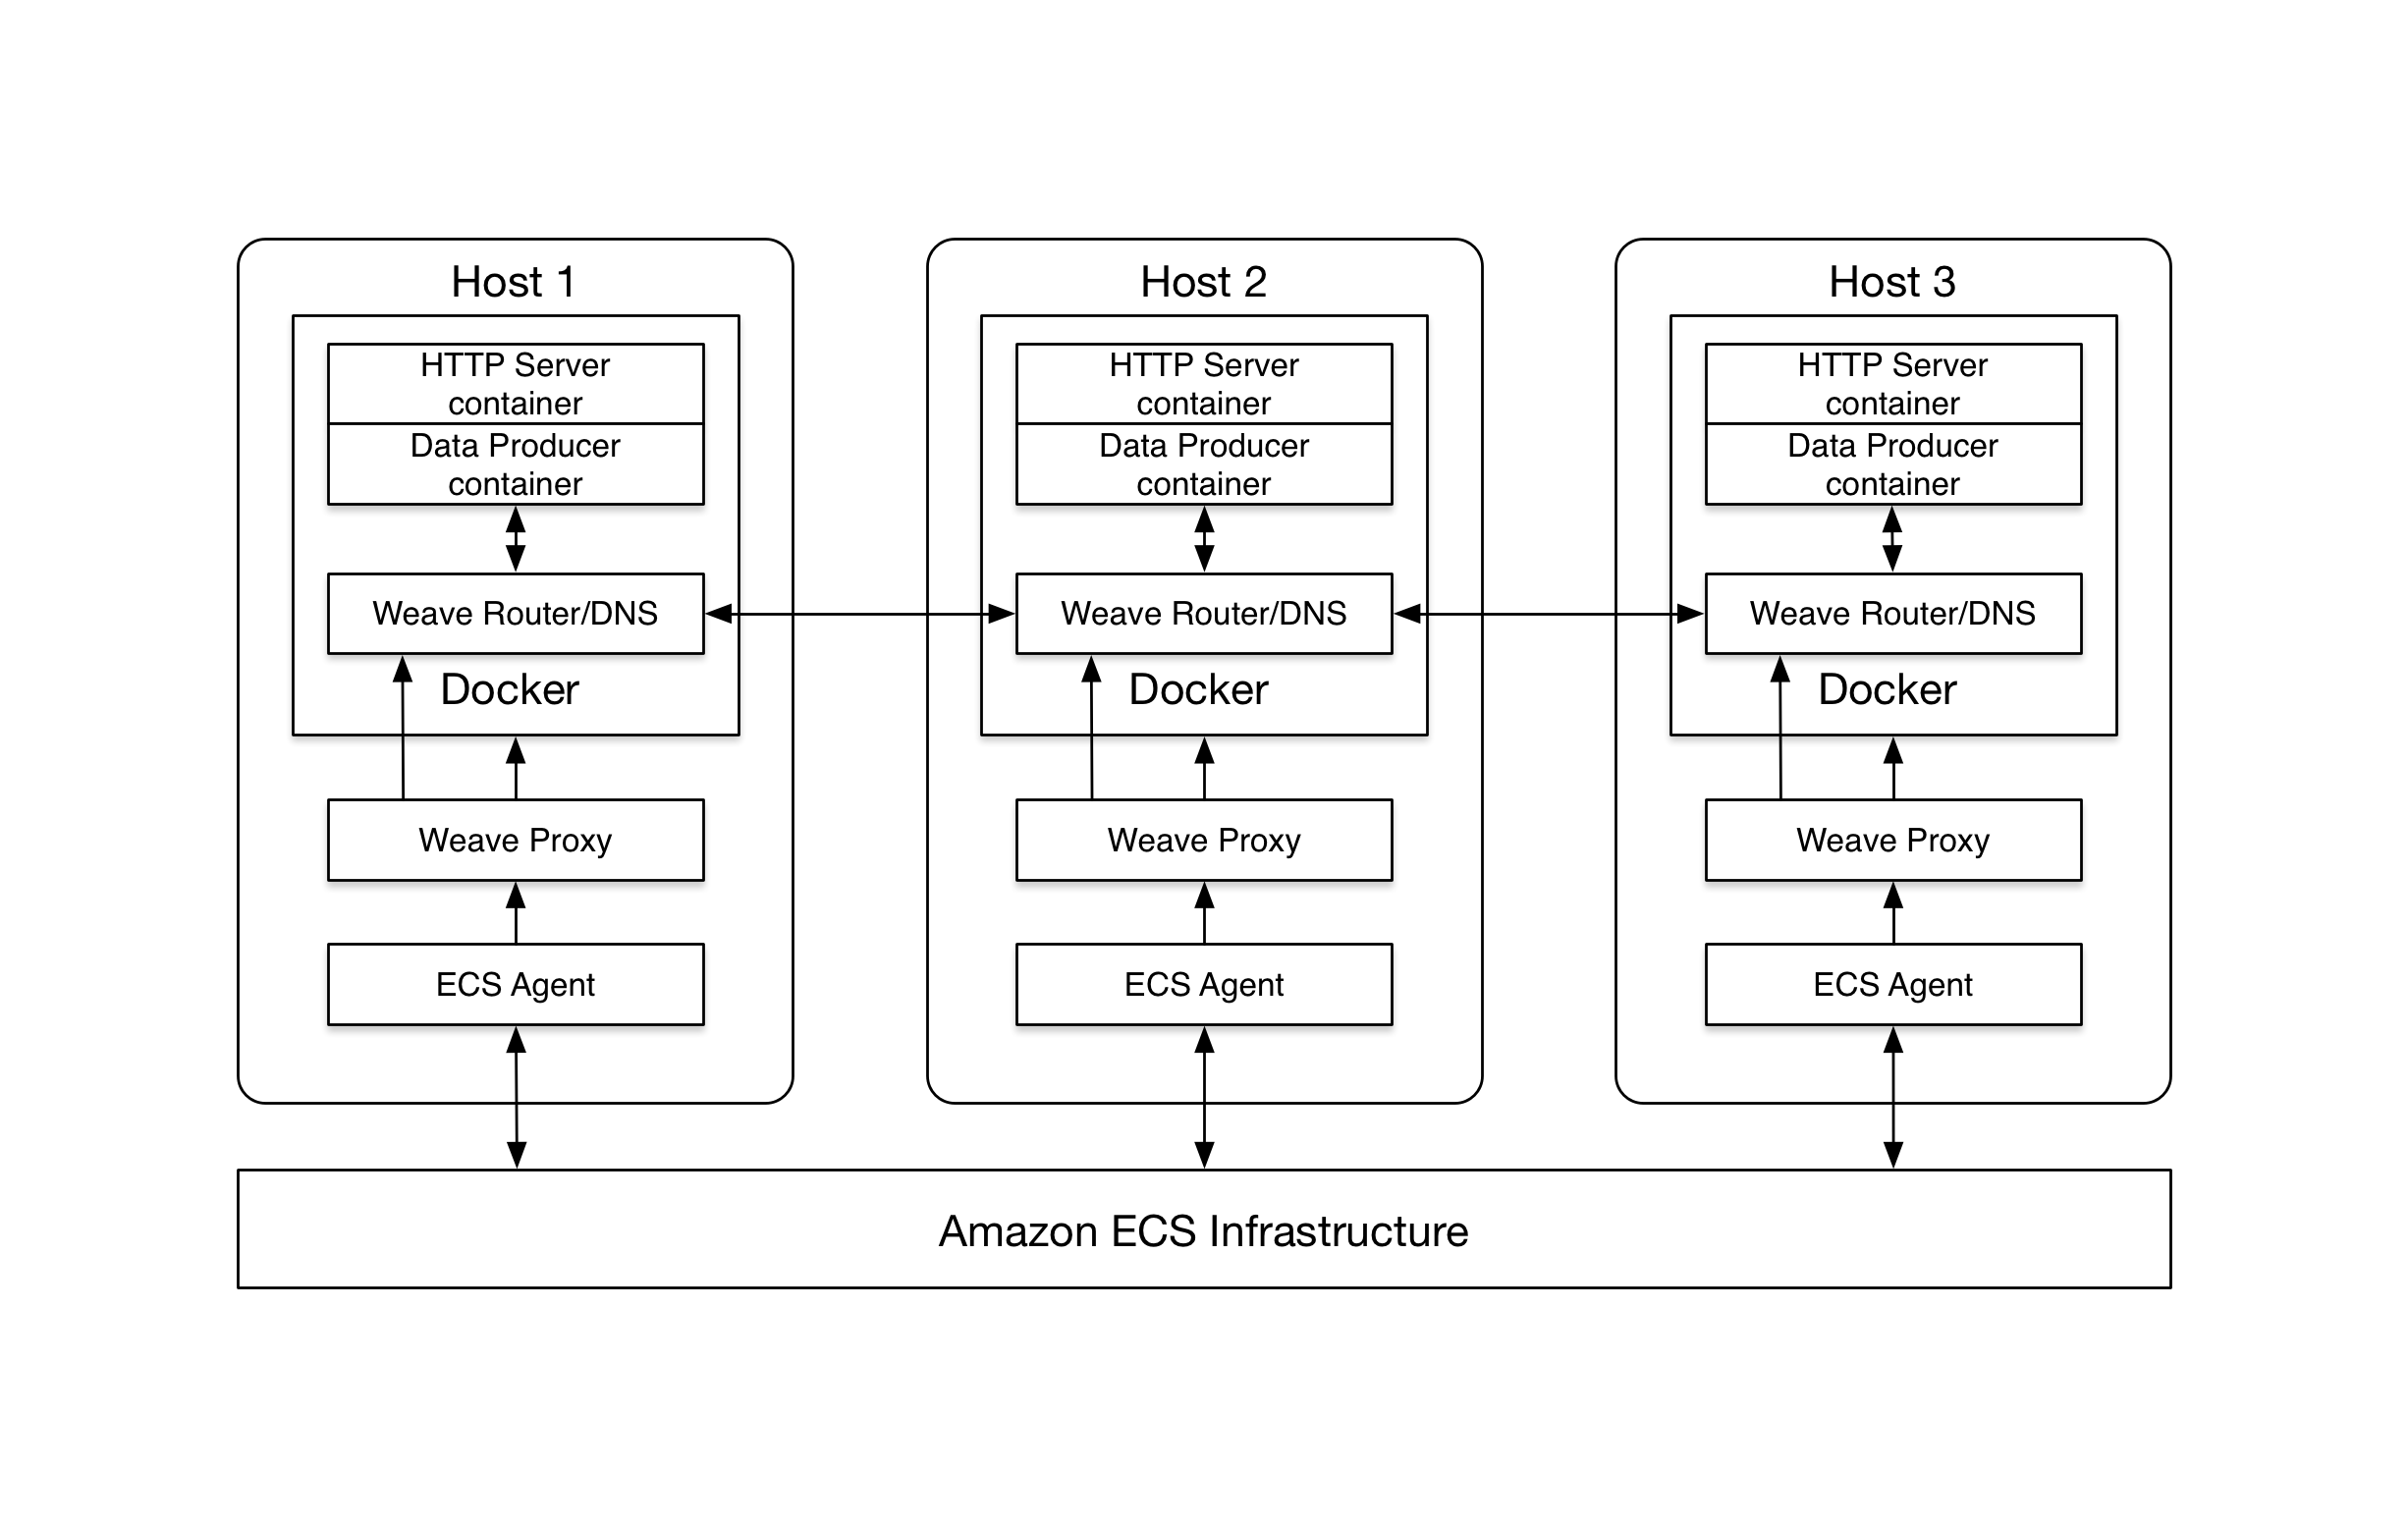 Host 1
HTTP Server
container
Data Producer
container
Weave Router/DNS
Docker
Weave Proxy
ECS Agent
Host 2
HTTP Server
container
Data Producer
container
Weave Router/DNS
Docker
Weave Proxy
ECS Agent
Host 3
HTTP Server
container
Data Producer
container
Weave Router/DNS
Docker
Weave Proxy
ECS Agent
Amazon ECS Infrastructure